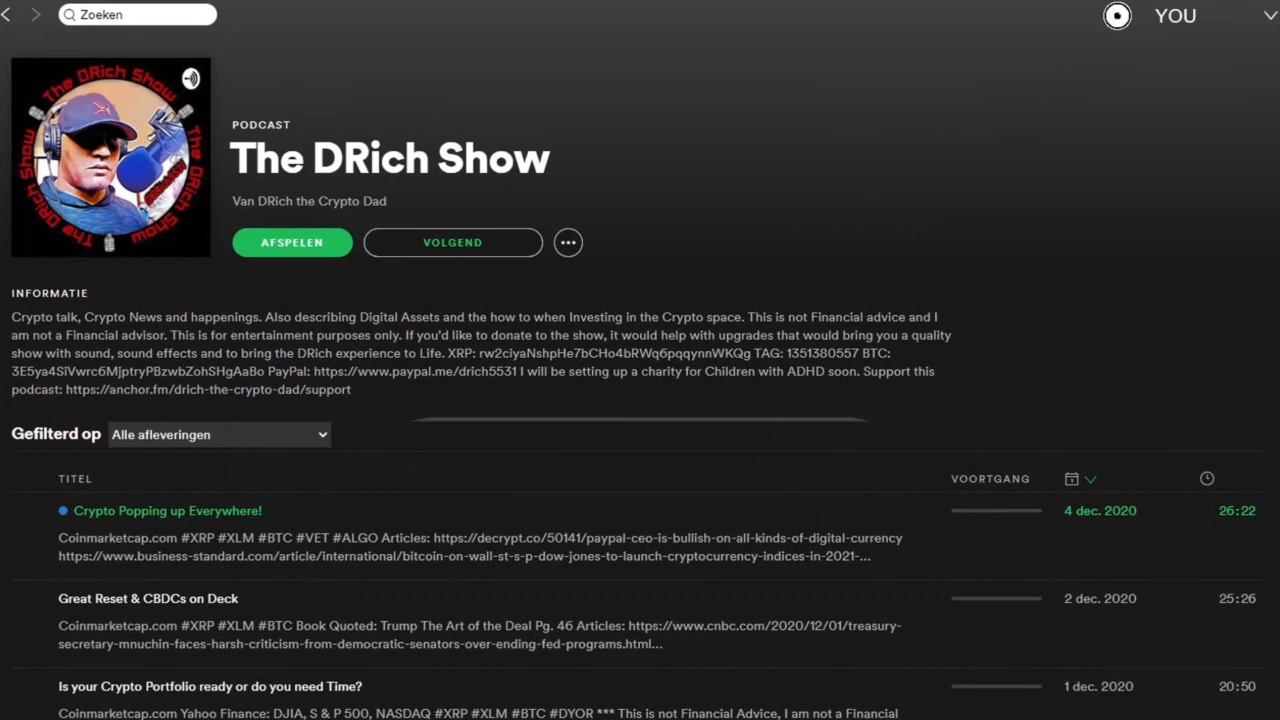 Zoeken
YOU
The DRich Show
The DRich Show
The DRich Show
The DRich Show
PODCAST
The DRich Show
Van DRich the Crypto Dad
AFSPELEN
VOLGEND
INFORMATIE
Crypto talk, Crypto News and happenings. Also describing Digital Assets and the how to when Investing in the Crypto space. This is not Financial advice and I
am not a Financial advisor. This is for entertainment purposes only. If you'd like to donate to the show, it would help with upgrades that would bring you a quality
show with sound, sound effects and to bring the DRich experience to Life. XRP: rw2ciyaNshpHe7bCHo4bRWq6pqqynnWKQg TAG: 1351380557 BTC:
3E5ya4SiVwrc6MjptryPBzwbZohSHgAaBo PayPal: https://www.paypal.me/drich5531 I will be setting up a charity for Children with ADHD soon. Support this
podcast: https://anchor.fm/drich-the-crypto-dad/support
Gefilterd op Alle afleveringen
TITEL VOORTGANG
Crypto Popping up Everywhere! 4 dec. 2020 26:22
Coinmarketcap.com #XRP #XLM #BTC #VET #ALGO Articles: https://decrypt.co/50141/paypal-ceo-is-bullish-on-all-kinds-of-digital-currency
https://www.business-standard.com/article/international/bitcoin-on-wall-st-s-p-dow-jones-to-launch-cryptocurrency-indices-in-2021-...
Great Reset & CBDCs on Deck 2 dec. 2020 25:26
Coinmarketcap.com #XRP #XLM #BTC Book Quoted: Trump The Art of the Deal Pg. 46 Articles: https://www.cnbc.com/2020/12/01/treasury-
secretary-mnuchin-faces-harsh-criticism-from-democratic-senators-over-ending-fed-programs.html...
Is your Crypto Portfolio ready or do you need Time? 1 dec. 2020 20:50
Coinmarketcap.com Yahoo Finance: DJIA, S & P 500, NASDAQ #XRP #XLM #BTC #DYOR *** This is not Financial Advice, I am not a Financial